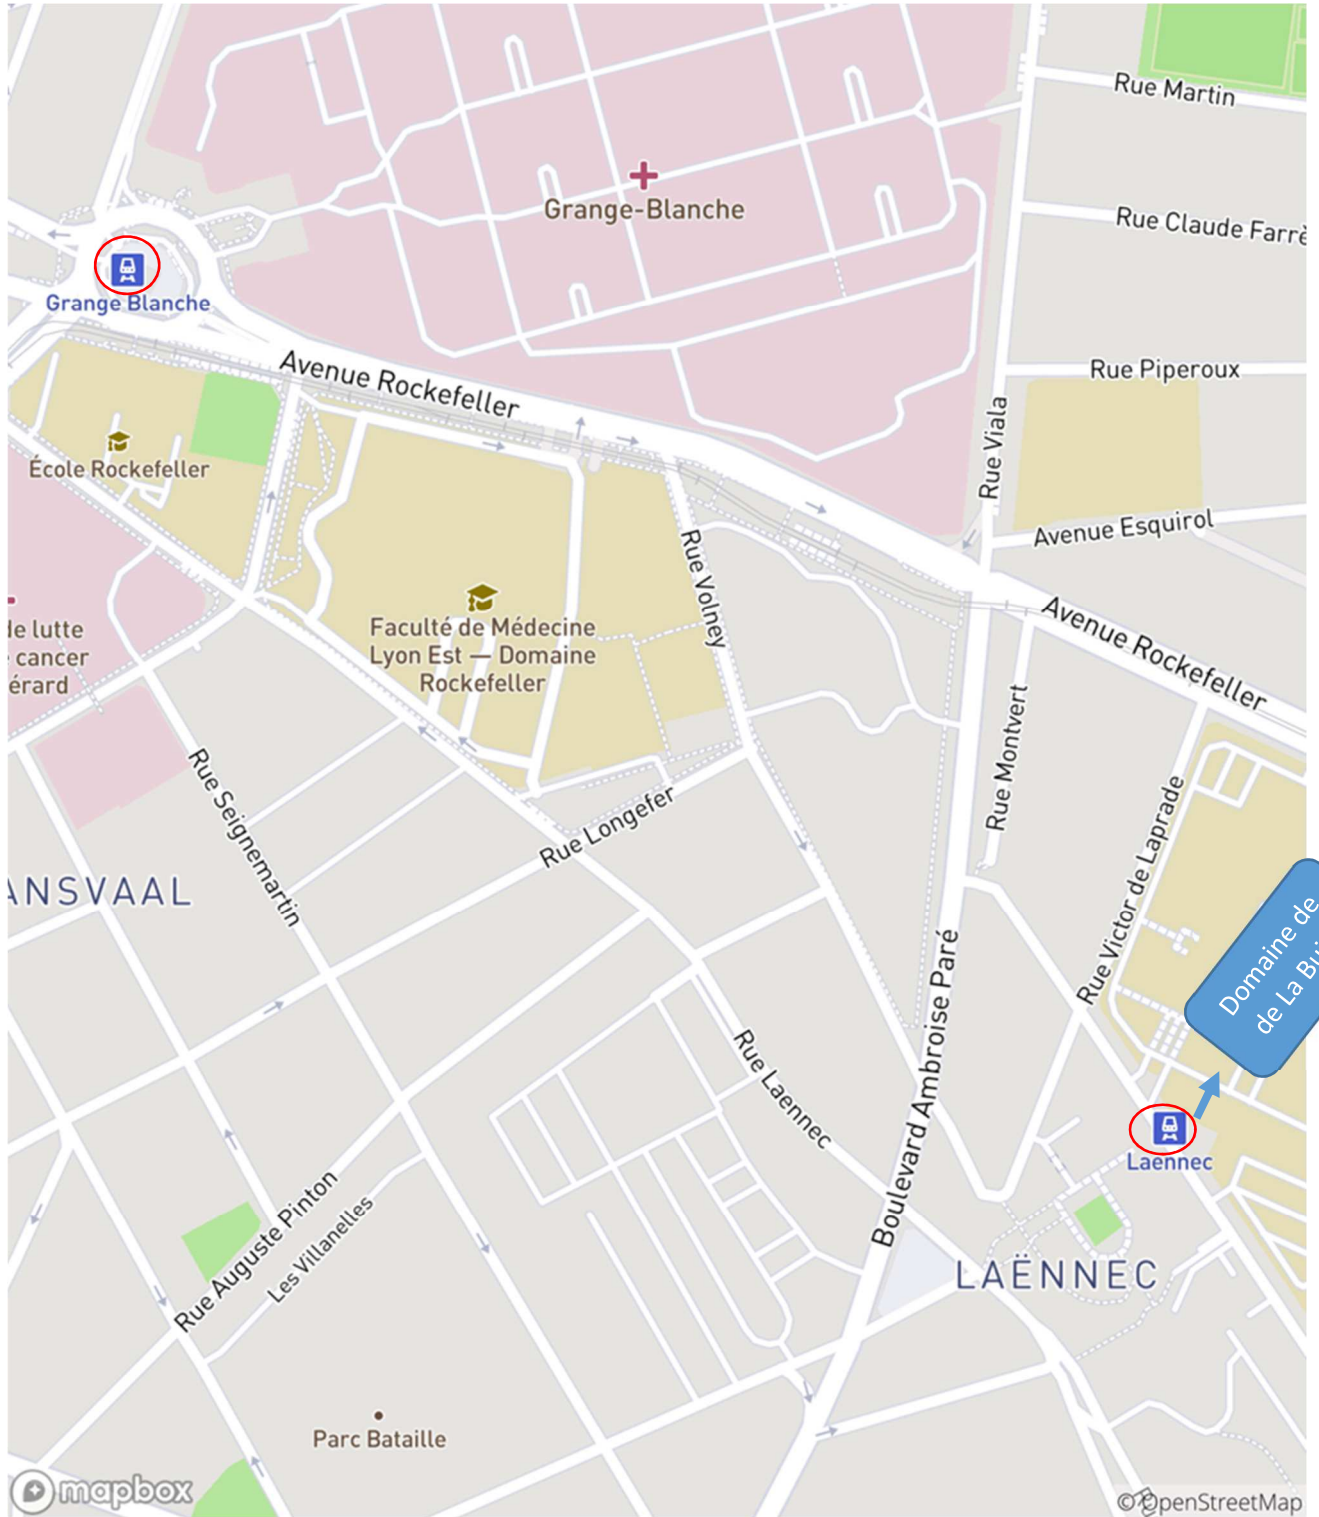 Rue Martin
Grange-Blanche
Rue Claude Farrè
Grange Blanche
Avenue Rockefeller
Rue Piperoux
Rue Viala
École Rockefeller
Avenue Esquirol
Rue Volney
Faculté de Médecine
Lyon Est — Domaine
Rockefeller
de lutte
cancer
érard
Avenue Rockefeller
Rue Montvert
Rue Seignemartin
Rue Victor de Laprade
Rue Longefer
ANSVAAL
Domaine de
de La Bui
Boulevard Ambroise Paré
Rue Laennec
Laennec
Rue Auguste Pinton
Les Villanelles
LAËNNEC
Parc Bataille
mapbox
© OpenStreetMap